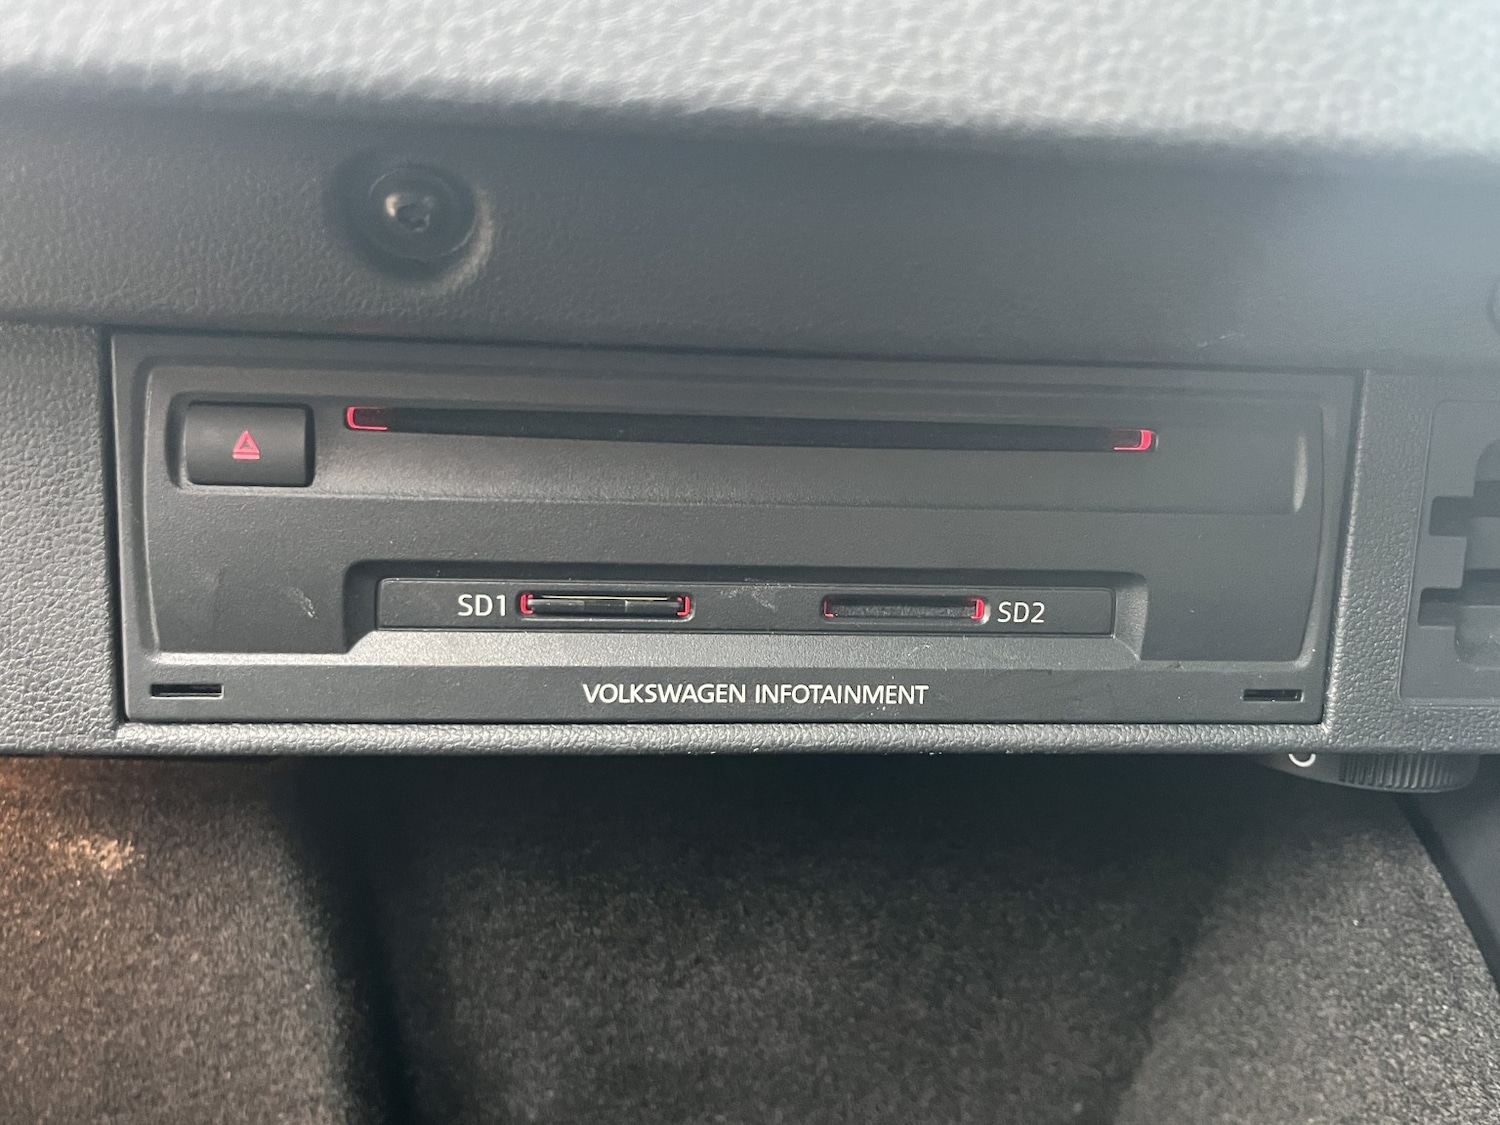 SD1 SD2
VOLKSWAGEN INFOTAINMENT